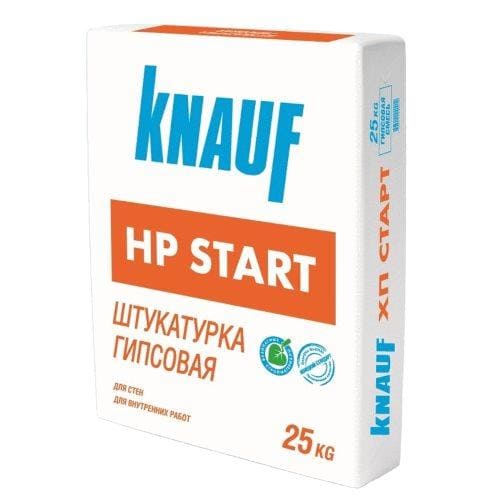 KNAUF
HP START
ШТУКАТУРКА
ГИПСОВАЯ
ДЛЯ СТЕН
ДЛЯ ВНУТРЕННИХ РАБОТ
25 KG
25 KG
ГИПСОВАЯ
СМЕСЬ
KNAUF ХП СТАРТ